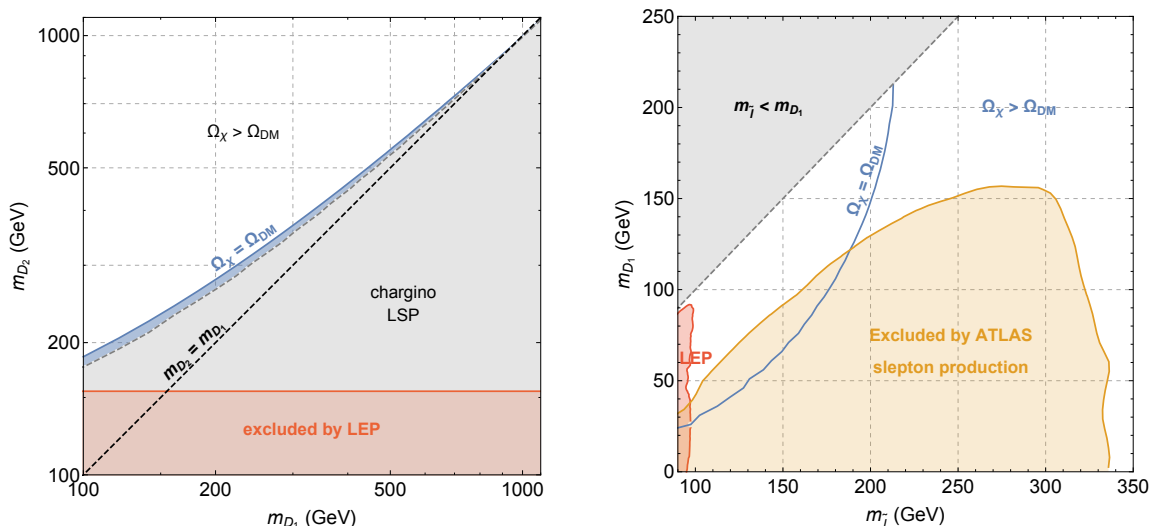 1000
500
200
100
m_{D_2} (GeV)
Ω_χ > Ω_DM
Ω_χ = Ω_DM
m_{D_2} = m_{D_1}
chargino
LSP
excluded by LEP
100 200 500 1000
m_{D_1} (GeV)
250
200
150
100
50
0
m_{D_1} (GeV)
m_{l̃} < m_{D_1}
Ω_χ > Ω_DM
Ω_χ = Ω_DM
LEP
Excluded by ATLAS
slepton production
100 150 200 250 300 350
m_{l̃} (GeV)